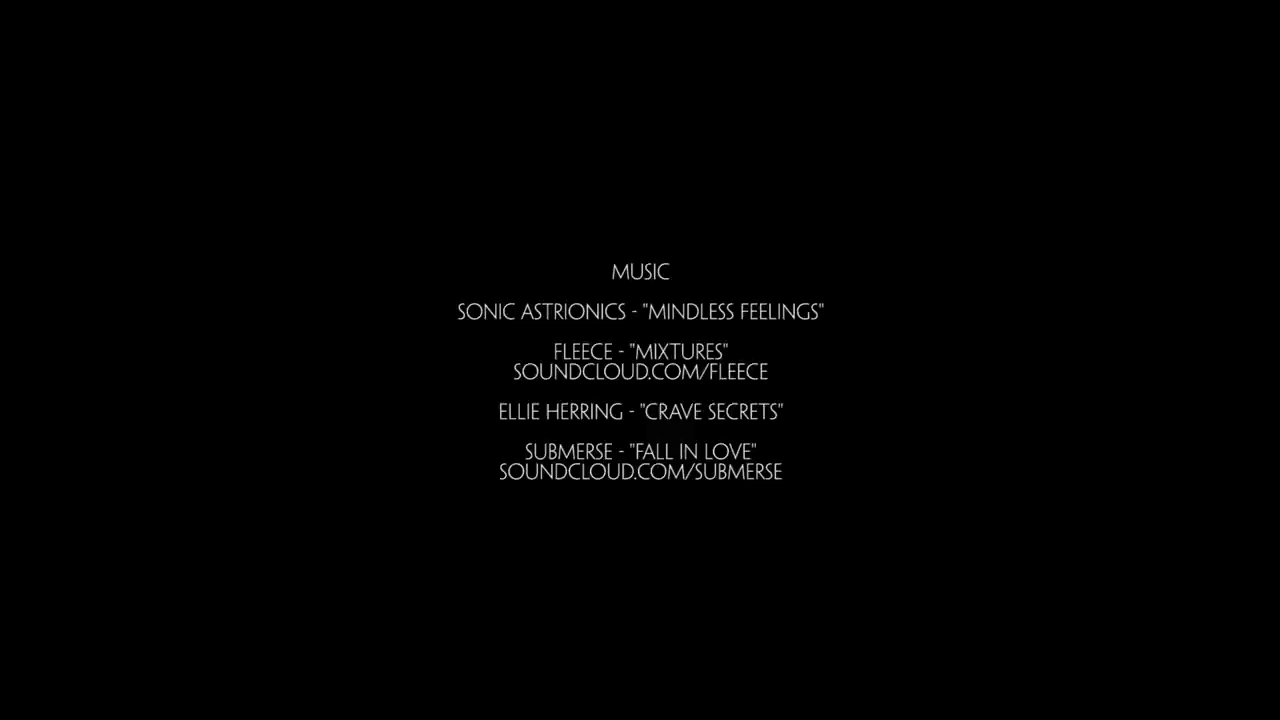 MUSIC
SONIC ASTRIONICS - "MINDLESS FEELINGS"
FLEECE - "MIXTURES"
SOUNDCLOUD.COM/FLEECE
ELLIE HERRING - "CRAVE SECRETS"
SUBMERSE - "FALL IN LOVE"
SOUNDCLOUD.COM/SUBMERSE